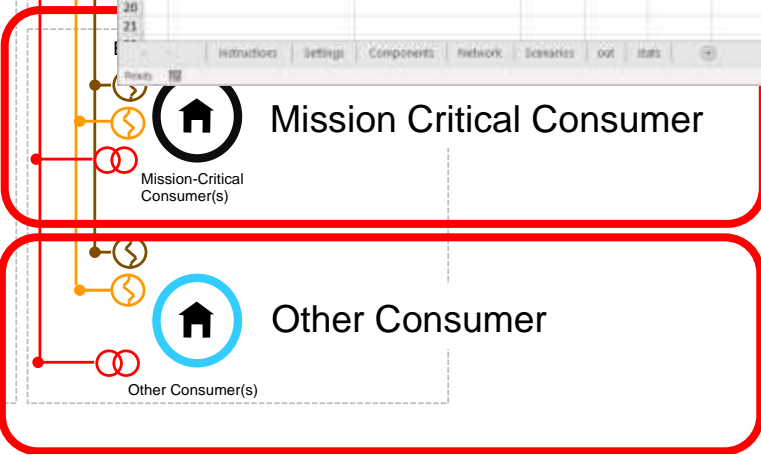 20
21
Instructions Settings Components Network Scenarios out stats
Ready
Mission Critical Consumer
Mission-Critical
Consumer(s)
Other Consumer
Other Consumer(s)